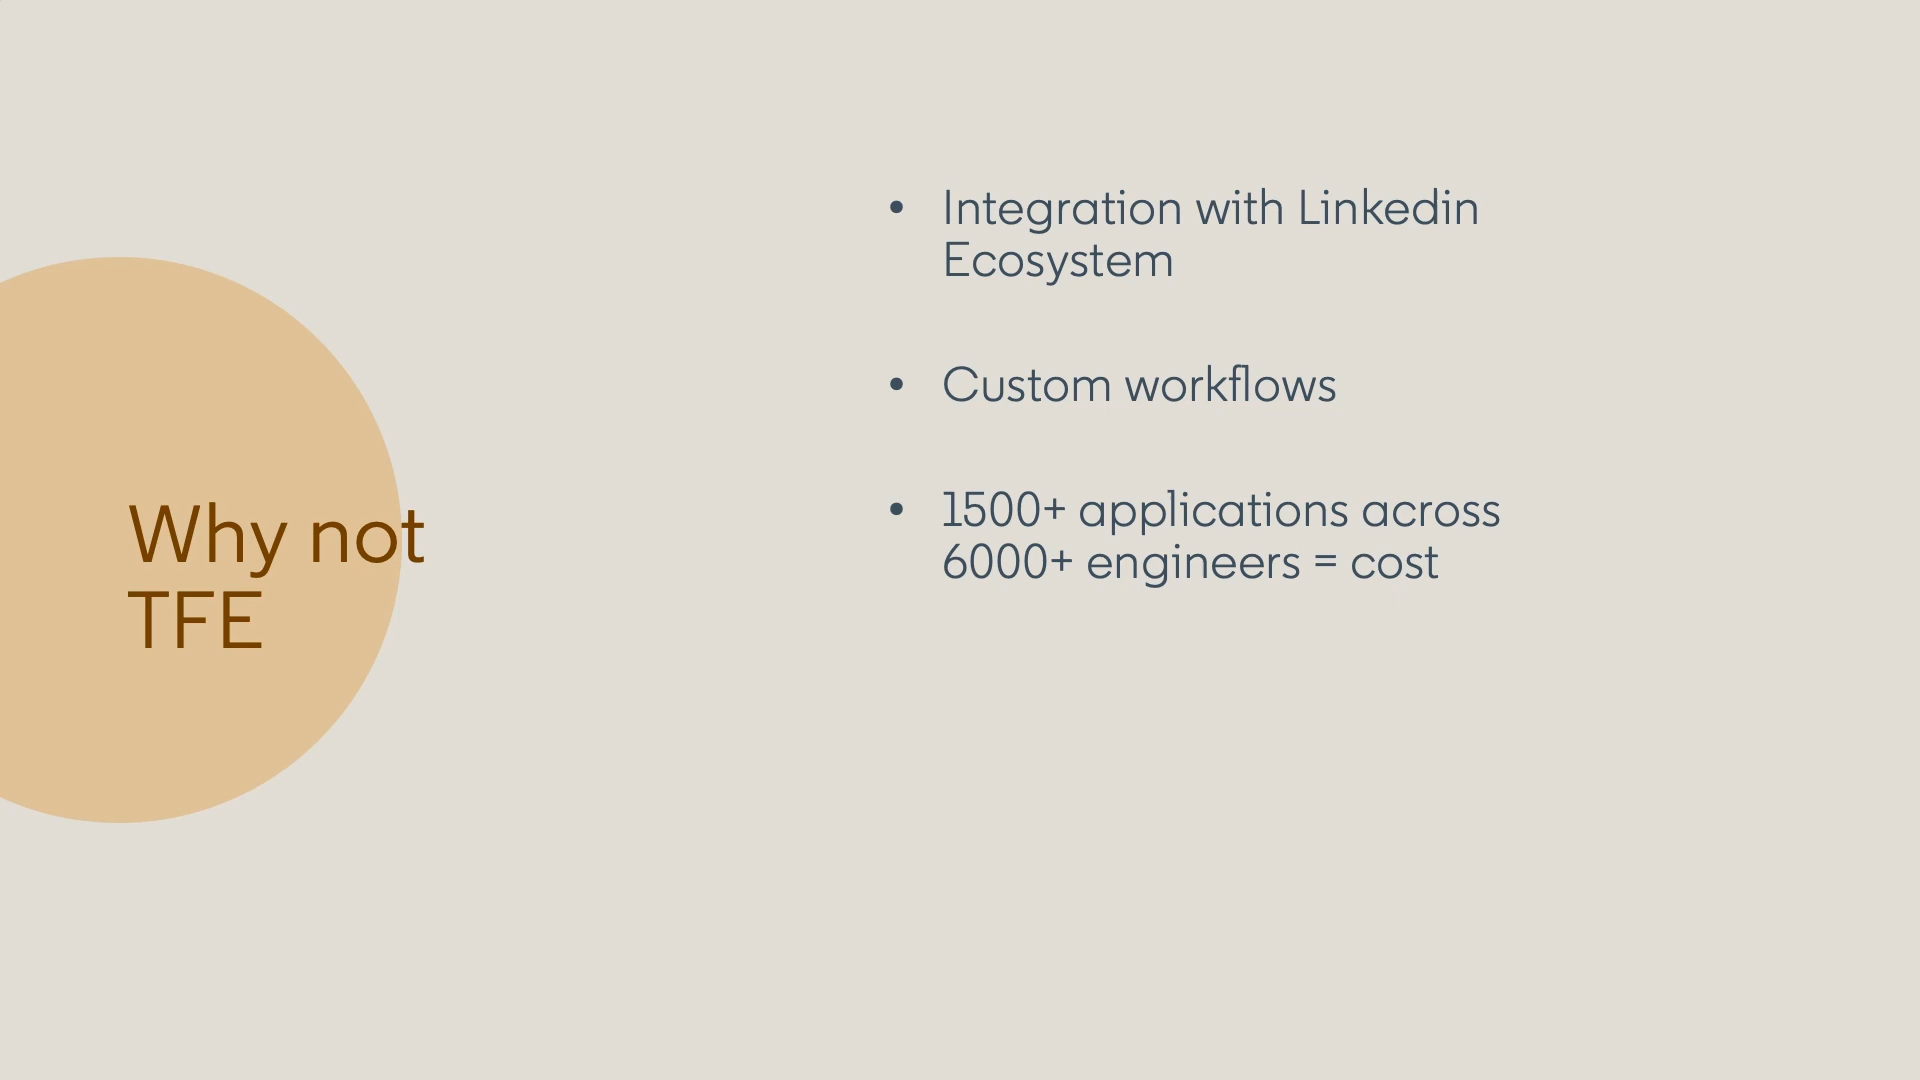 Why not
TFE
• Integration with Linkedin
Ecosystem
• Custom workflows
• 1500+ applications across
6000+ engineers = cost